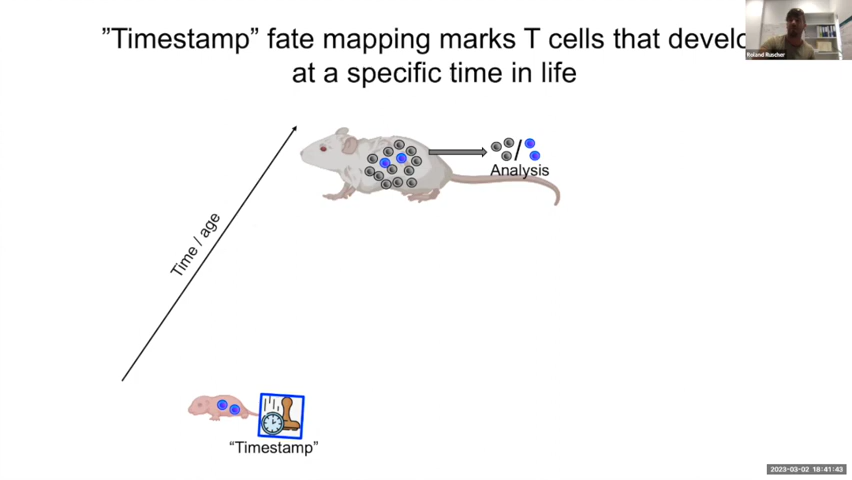 ”Timestamp” fate mapping marks T cells that develo
at a specific time in life
Roland Ruscher
Analysis
Time / age
“Timestamp”
2023-03-02 18:41:43